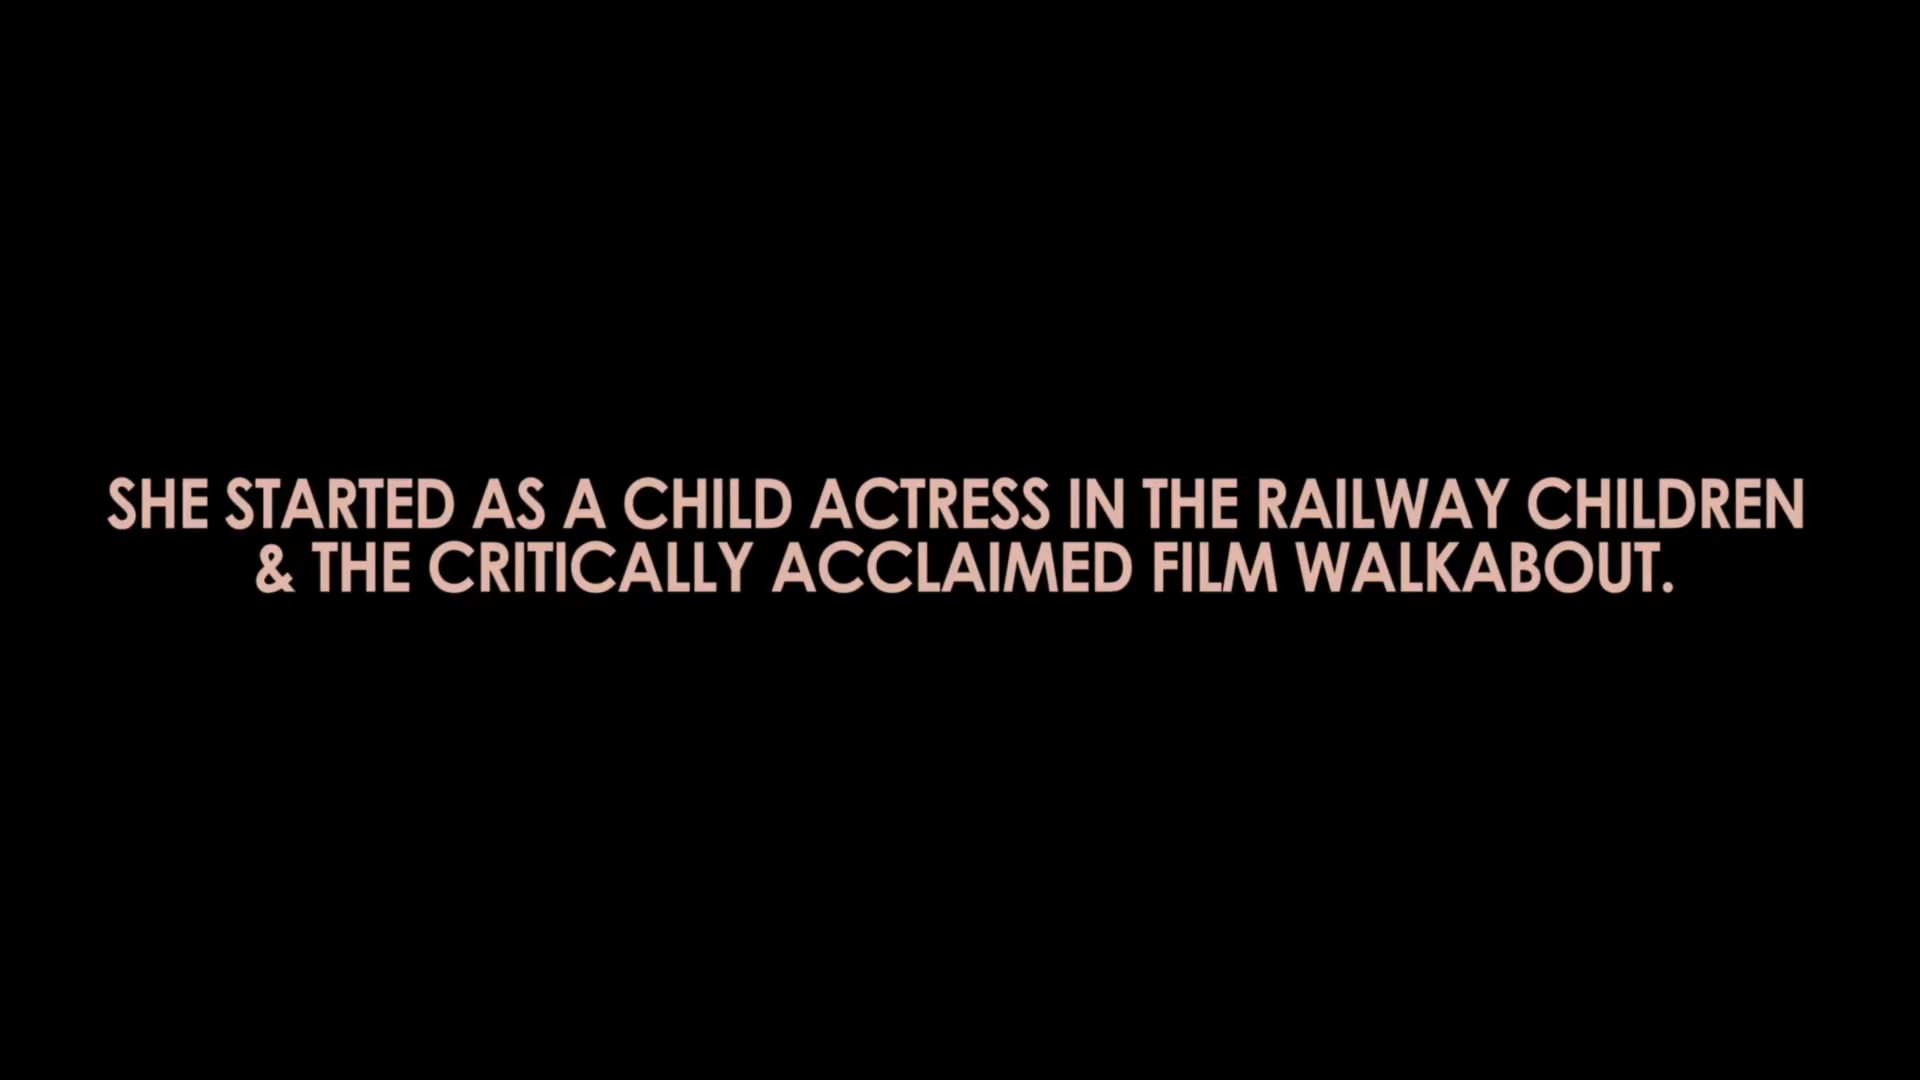 SHE STARTED AS A CHILD ACTRESS IN THE RAILWAY CHILDREN
& THE CRITICALLY ACCLAIMED FILM WALKABOUT.